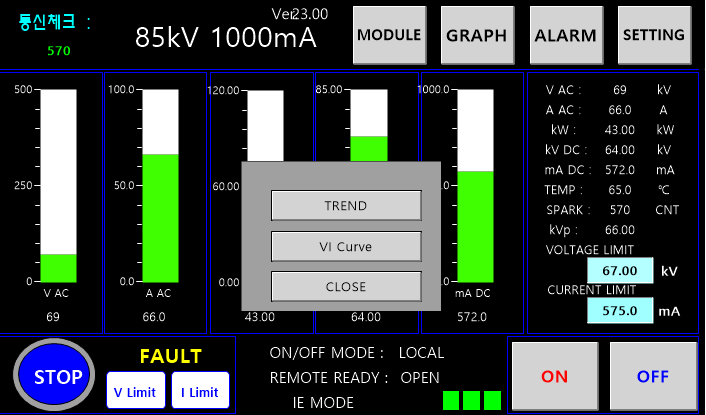 통신체크 :
570
Ver23.00
85kV 1000mA
MODULE
GRAPH
ALARM
SETTING
500
250
0
V AC
69
100.0
50.0
0.0
A AC
66.0
120.00
60.00
0.00
43.00
85.00
64.00
1000.0
mA DC
572.0
TREND
VI Curve
CLOSE
V AC : 69 kV
A AC : 66.0 A
kW : 43.00 kW
kV DC : 64.00 kV
mA DC : 572.0 mA
TEMP : 65.0 ℃
SPARK : 570 CNT
kVp : 66.00
VOLTAGE LIMIT
67.00 kV
CURRENT LIMIT
575.0 mA
STOP
FAULT
V Limit
I Limit
ON/OFF MODE : LOCAL
REMOTE READY : OPEN
IE MODE
ON
OFF